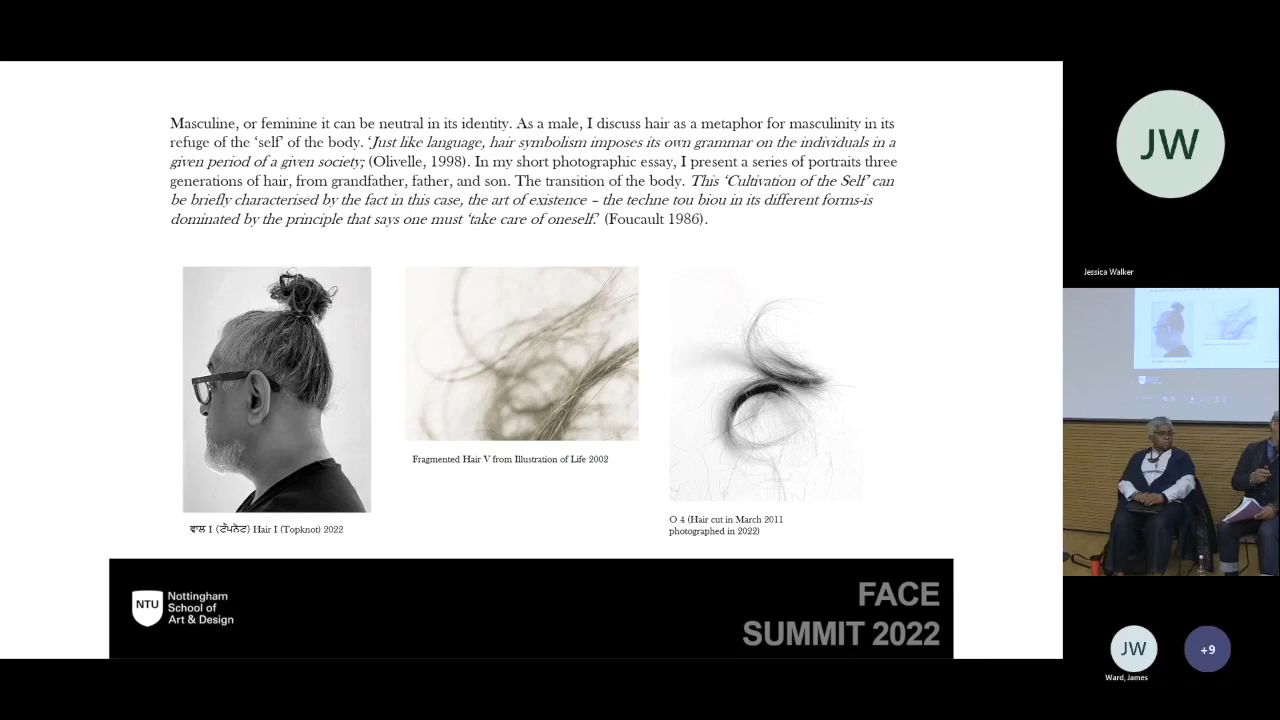 Masculine, or feminine it can be neutral in its identity. As a male, I discuss hair as a metaphor for masculinity in its
refuge of the ‘self’ of the body. ‘Just like language, hair symbolism imposes its own grammar on the individuals in a
given period of a given society; (Olivelle, 1998). In my short photographic essay, I present a series of portraits three
generations of hair, from grandfather, father, and son. The transition of the body. This ‘Cultivation of the Self’ can
be briefly characterised by the fact in this case, the art of existence – the techne tou biou in its different forms-is
dominated by the principle that says one must ‘take care of oneself.’ (Foucault 1986).
Fragmented Hair V from Illustration of Life 2002
ਵਾਲ I (ਟੌਪਨੋਟ) Hair I (Topknot) 2022
O 4 (Hair cut in March 2011
photographed in 2022)
NTU
Nottingham
School of
Art & Design
FACE
SUMMIT 2022
JW
Jessica Walker
JW
Ward, James
+9